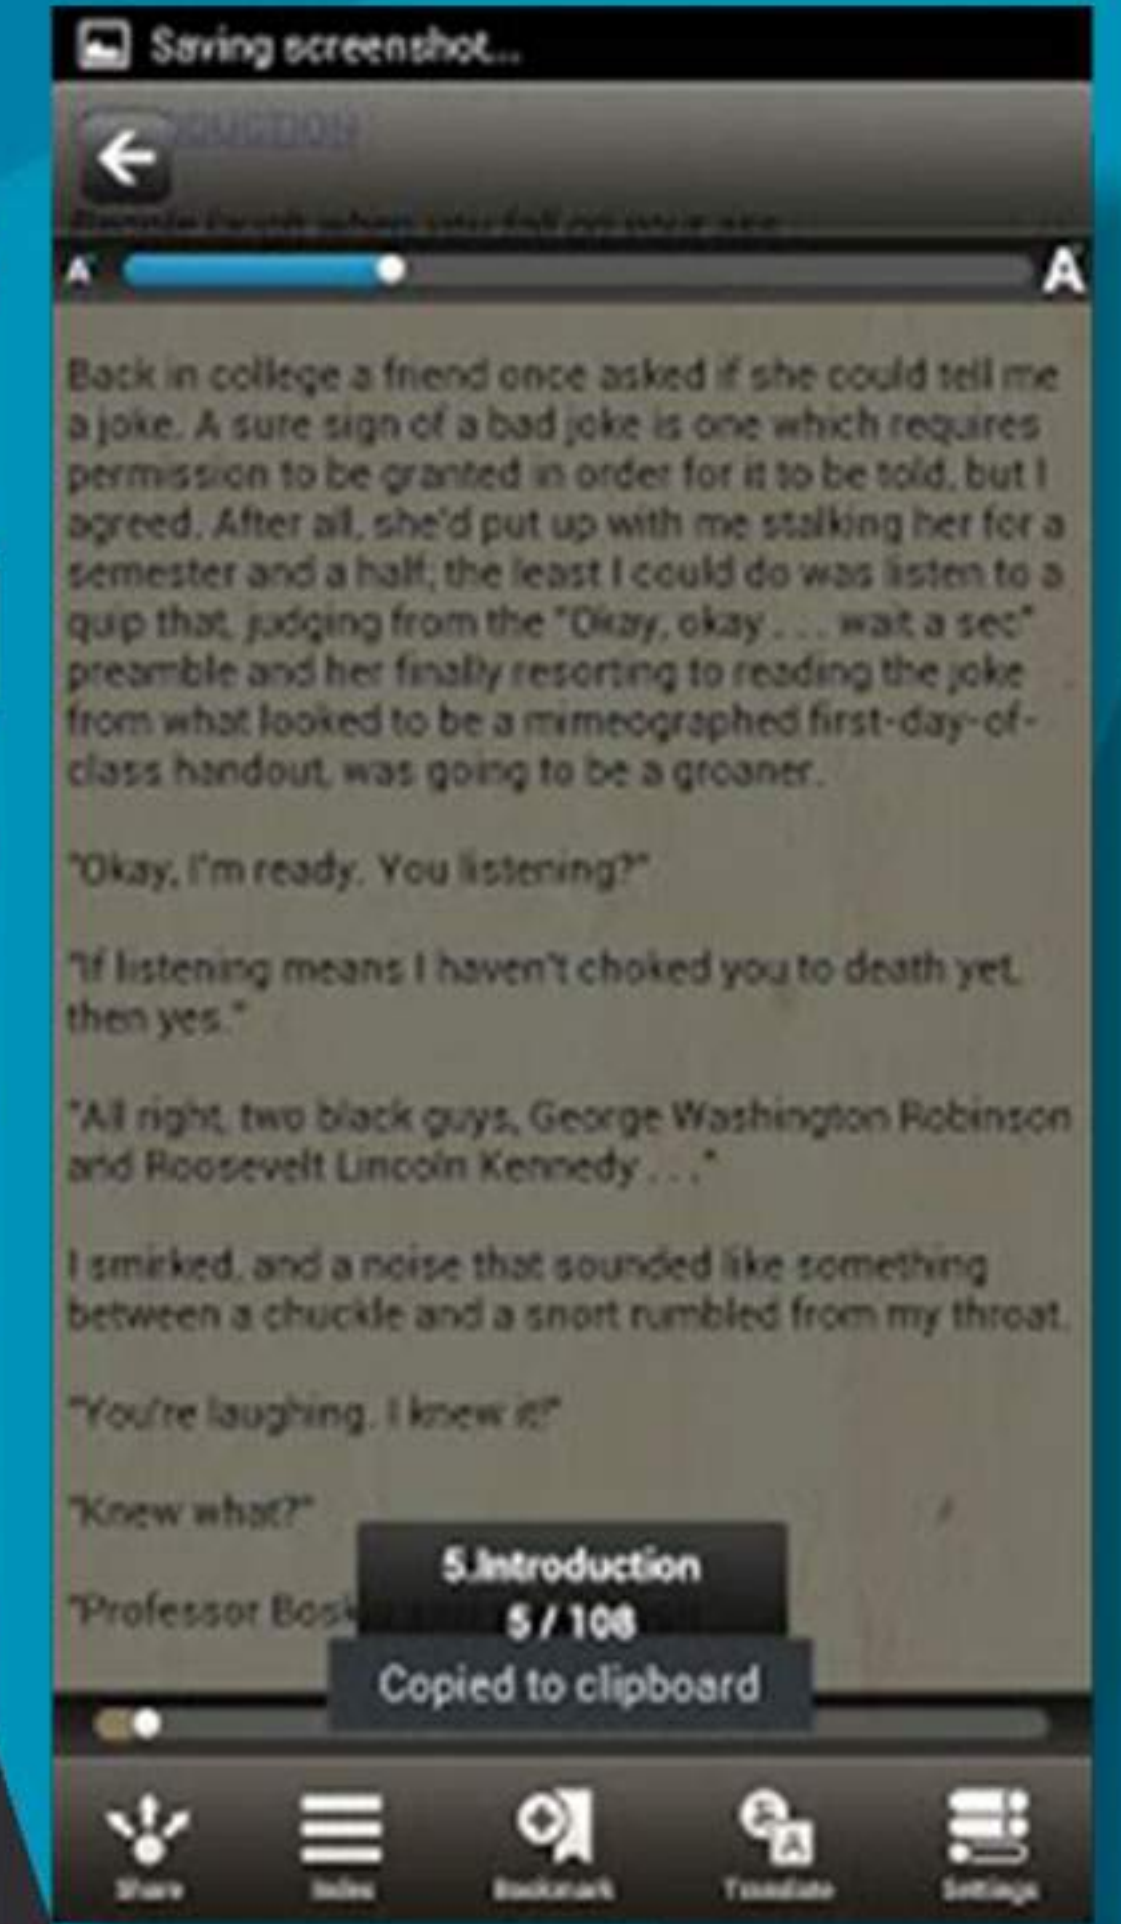 Saving screenshot...
A
A
Back in college a friend once asked if she could tell me
a joke. A sure sign of a bad joke is one which requires
permission to be granted in order for it to be told, but I
agreed. After all, she'd put up with me stalking her for a
semester and a half; the least I could do was listen to a
quip that, judging from the "Okay, okay . . . wait a sec"
preamble and her finally resorting to reading the joke
from what looked to be a mimeographed first-day-of-
class handout, was going to be a groaner.
"Okay, I'm ready. You listening?"
"If listening means I haven't choked you to death yet,
then yes."
"All right, two black guys, George Washington Robinson
and Roosevelt Lincoln Kennedy . . ."
I smirked, and a noise that sounded like something
between a chuckle and a snort rumbled from my throat.
"You're laughing. I knew it!"
"Knew what?"
"Professor
5.Introduction
5 / 108
Copied to clipboard
Share
Index
Bookmark
Translate
Settings